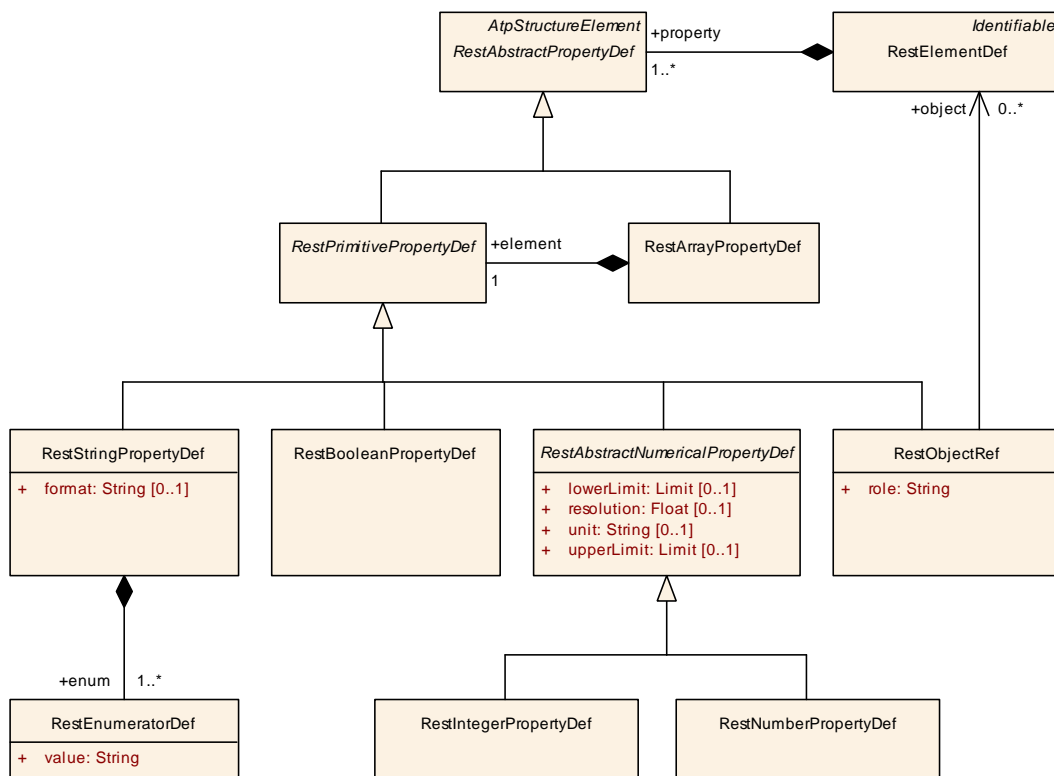 AtpStructureElement
RestAbstractPropertyDef
+property
1..*
Identifiable
RestElementDef
+object
0..*
RestPrimitivePropertyDef
+element
1
RestArrayPropertyDef
RestStringPropertyDef
+ format: String [0..1]
RestBooleanPropertyDef
RestAbstractNumericalPropertyDef
+ lowerLimit: Limit [0..1]
+ resolution: Float [0..1]
+ unit: String [0..1]
+ upperLimit: Limit [0..1]
RestObjectRef
+ role: String
+enum
1..*
RestEnumeratorDef
+ value: String
RestIntegerPropertyDef
RestNumberPropertyDef